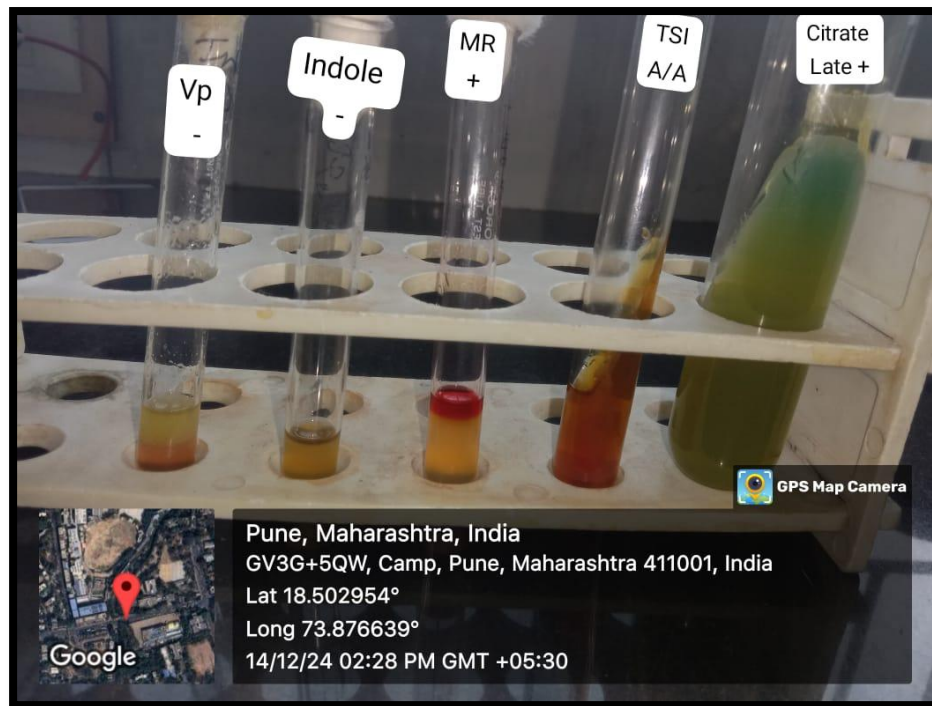 Vp
-
Indole
-
MR
+
TSI
A/A
Citrate
Late +
GPS Map Camera
Pune, Maharashtra, India
GV3G+5QW, Camp, Pune, Maharashtra 411001, India
Lat 18.502954°
Long 73.876639°
14/12/24 02:28 PM GMT +05:30
Google